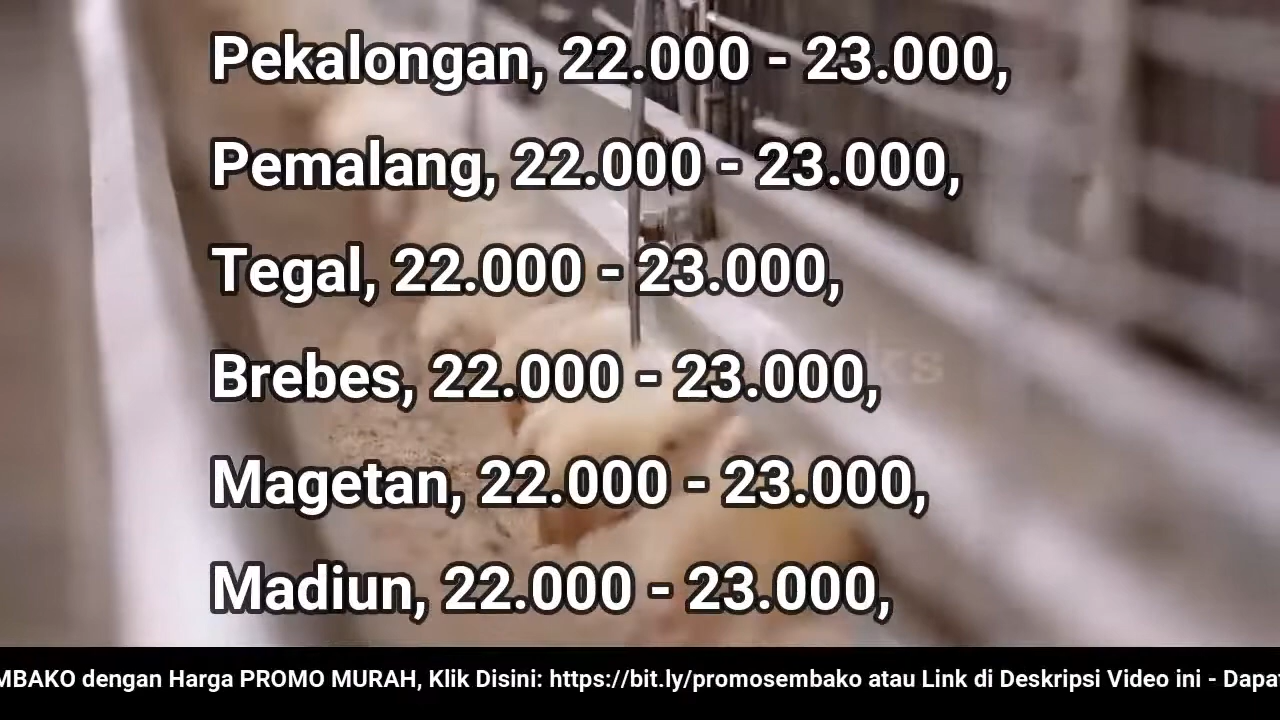 Pekalongan, 22.000 - 23.000,
Pemalang, 22.000 - 23.000,
Tegal, 22.000 - 23.000,
Brebes, 22.000 - 23.000,
Magetan, 22.000 - 23.000,
Madiun, 22.000 - 23.000,
MBAKO dengan Harga PROMO MURAH, Klik Disini: https://bit.ly/promosembako atau Link di Deskripsi Video ini - Dapa